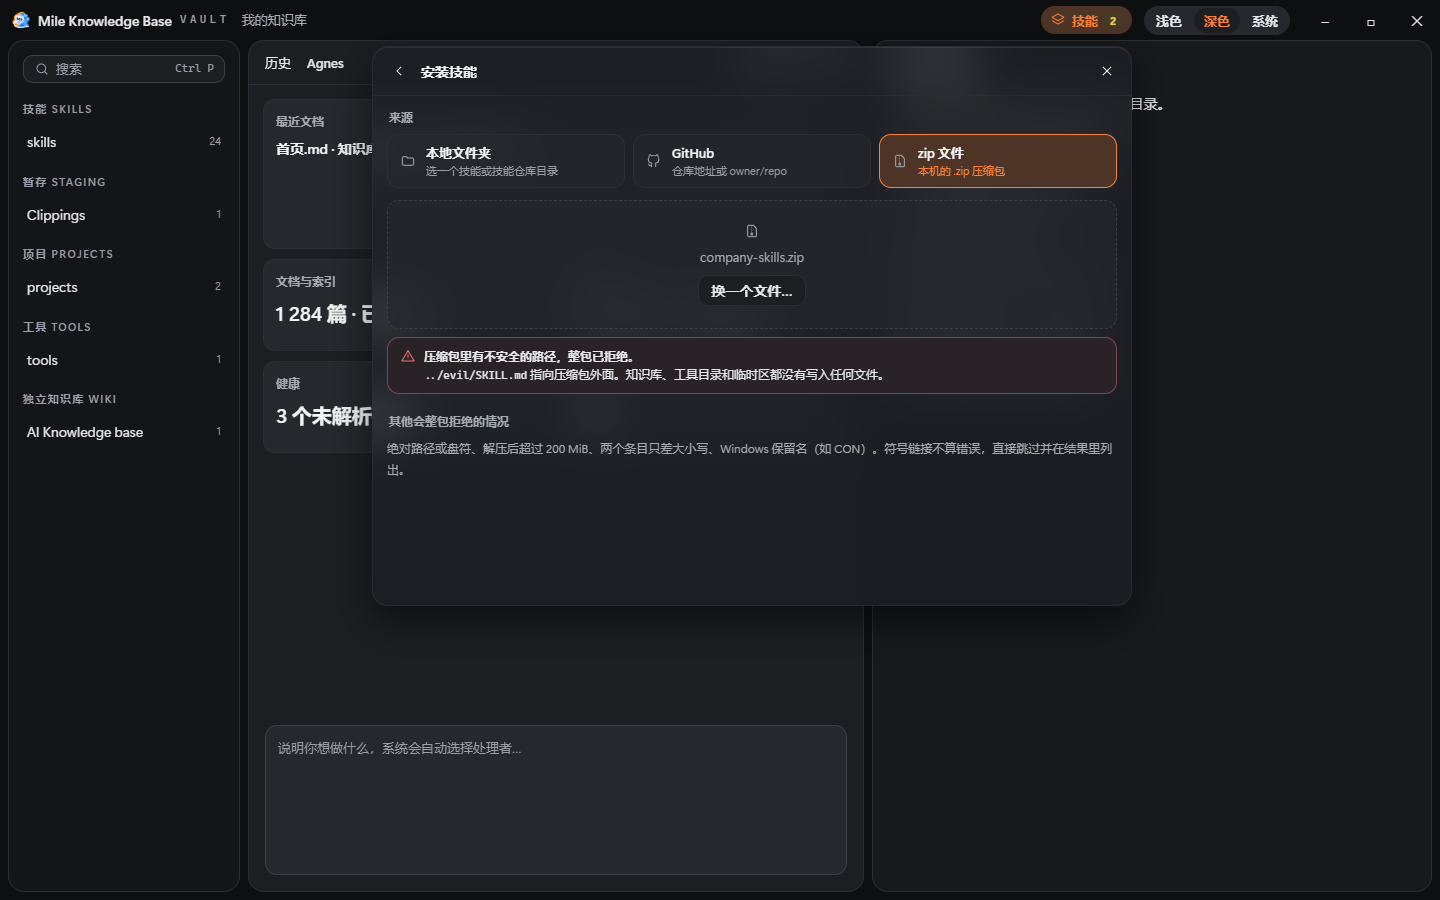 Mile Knowledge Base VAULT 我的知识库
技能 2
浅色 深色 系统
搜索 Ctrl P
技能 SKILLS
skills 24
暂存 STAGING
Clippings 1
项目 PROJECTS
projects 2
工具 TOOLS
tools 1
独立知识库 WIKI
AI Knowledge base 1
历史 Agnes
最近文档
首页.md · 知识库
文档与索引
1 284 篇 · 已
健康
3 个未解析
说明你想做什么，系统会自动选择处理者...
安装技能
来源
本地文件夹
选一个技能或技能仓库目录
GitHub
仓库地址或 owner/repo
zip 文件
本机的 .zip 压缩包
company-skills.zip
换一个文件...
压缩包里有不安全的路径，整包已拒绝。
../evil/SKILL.md 指向压缩包外面。知识库、工具目录和临时区都没有写入任何文件。
其他会整包拒绝的情况
绝对路径或盘符、解压后超过 200 MiB、两个条目只差大小写、Windows 保留名（如 CON）。符号链接不算错误，直接跳过并在结果里列
出。
目录。